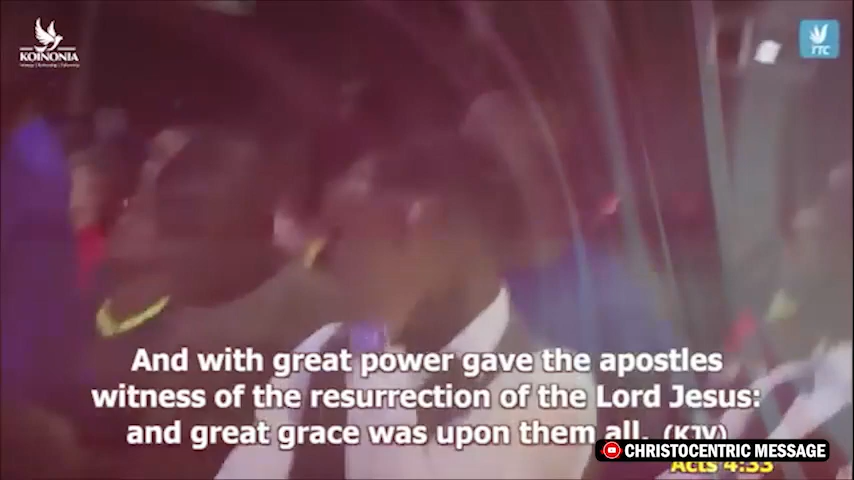 KOINONIA
TTC
And with great power gave the apostles
witness of the resurrection of the Lord Jesus:
and great grace was upon them all. (KJV)
CHRISTOCENTRIC MESSAGE
Acts 4:33